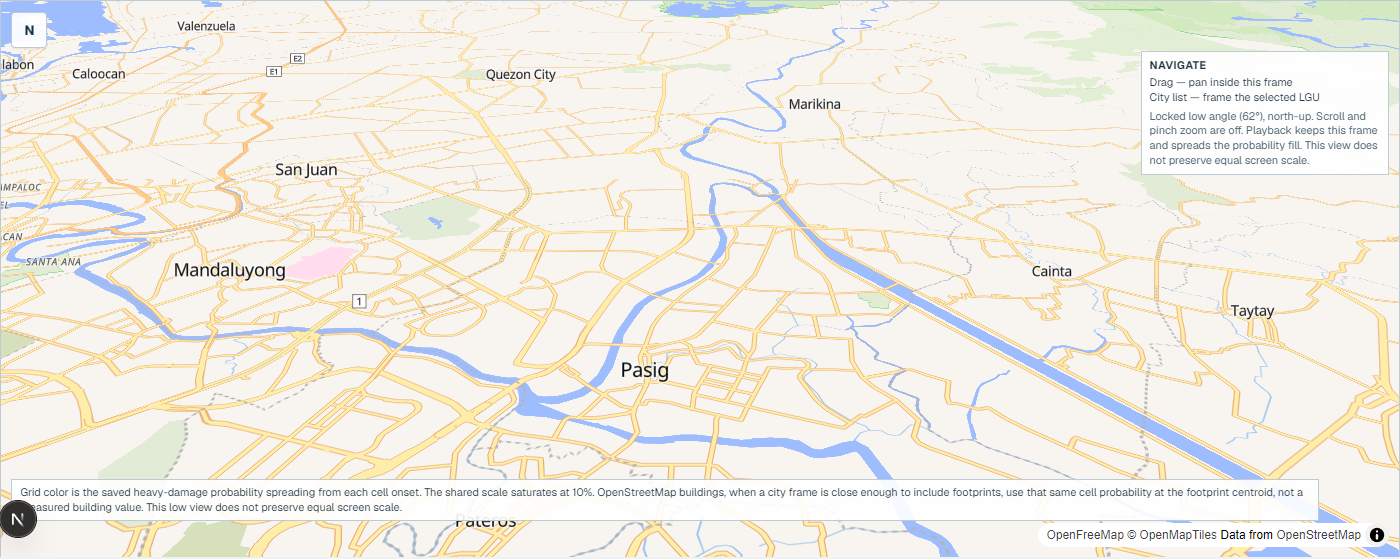 N
Valenzuela
labon
Caloocan
E2
E1
Quezon City
Marikina
NAVIGATE
Drag — pan inside this frame
City list — frame the selected LGU
Locked low angle (62°), north-up. Scroll and
pinch zoom are off. Playback keeps this frame
and spreads the probability fill. This view does
not preserve equal screen scale.
San Juan
AMPALOC
EL
CAN
SANTA ANA
Mandaluyong
1
Cainta
Taytay
Pasig
Grid color is the saved heavy-damage probability spreading from each cell onset. The shared scale saturates at 10%. OpenStreetMap buildings, when a city frame is close enough to include footprints, use that same cell probability at the footprint centroid, not a
asured building value. This low view does not preserve equal screen scale.
N
Pateros
OpenFreeMap © OpenMapTiles Data from OpenStreetMap